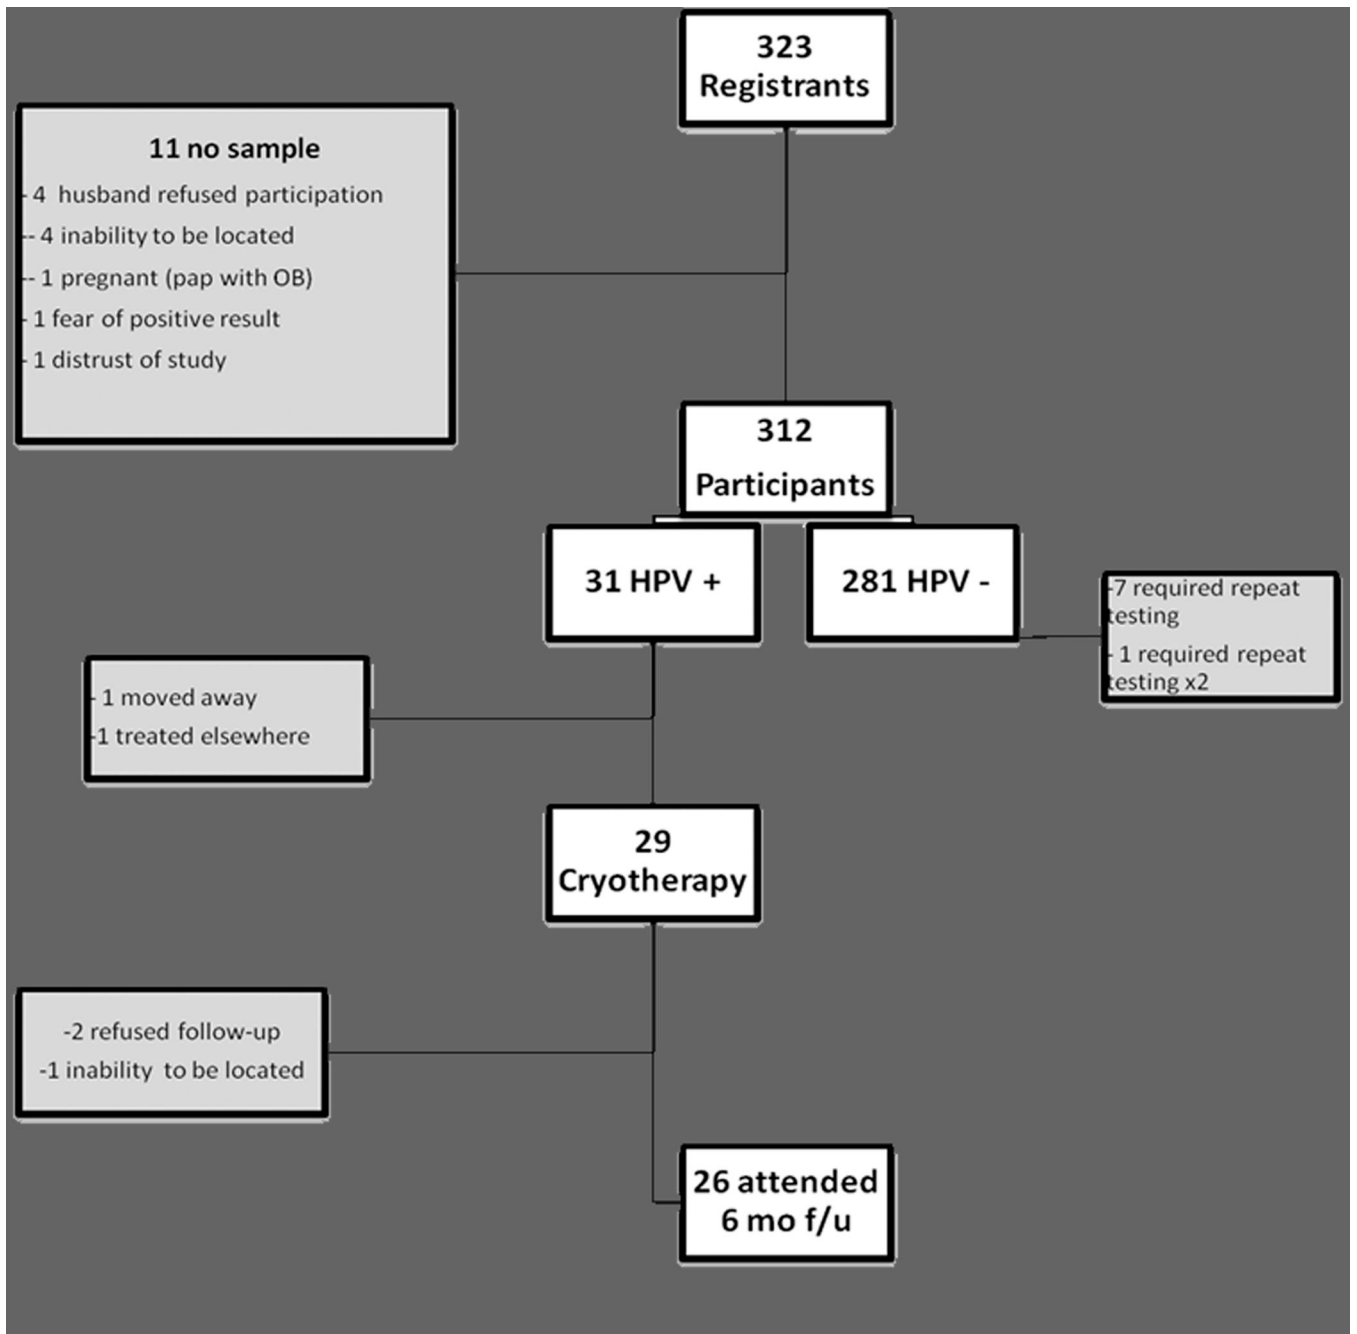 323
Registrants
11 no sample
- 4 husband refused participation
-- 4 inability to be located
-- 1 pregnant (pap with OB)
- 1 fear of positive result
- 1 distrust of study
312
Participants
31 HPV +
281 HPV -
-7 required repeat
testing
- 1 required repeat
testing x2
- 1 moved away
-1 treated elsewhere
29
Cryotherapy
-2 refused follow-up
-1 inability to be located
26 attended
6 mo f/u